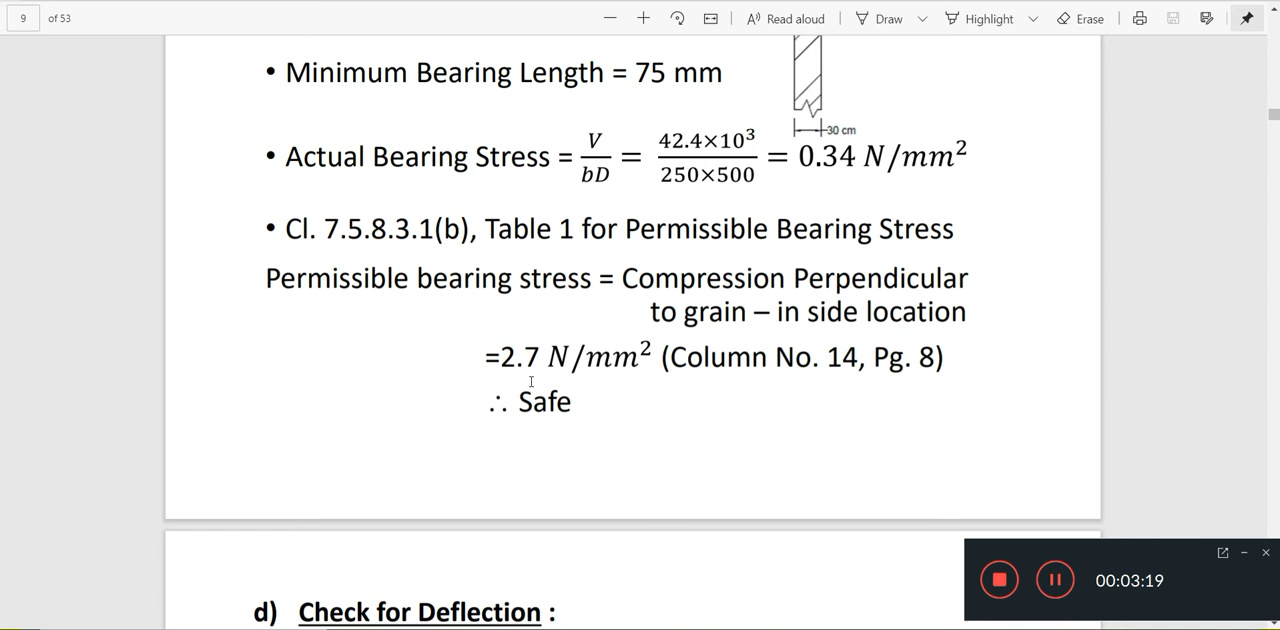 9 of 53
Read aloud
Draw
Highlight
Erase
• Minimum Bearing Length = 75 mm
30 cm
• Actual Bearing Stress = V/bD = 42.4×10³/250×500 = 0.34 N/mm²
• Cl. 7.5.8.3.1(b), Table 1 for Permissible Bearing Stress
Permissible bearing stress = Compression Perpendicular
to grain – in side location
=2.7 N/mm² (Column No. 14, Pg. 8)
∴ Safe
00:03:19
d) Check for Deflection :